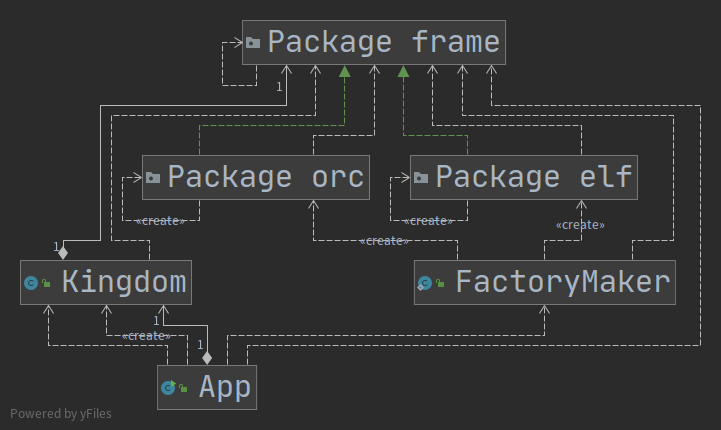 Package frame
1
Package orc
Package elf
«create»
«create»
«create»
1
«create»
Kingdom
FactoryMaker
1
«create»
1
App
Powered by yFiles